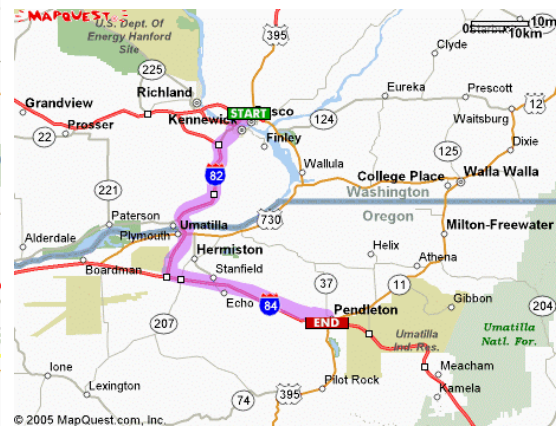 MAPQUEST
U.S. Dept. Of
Energy Hanford
Site
395
10m
0
10km
Clyde
225
Richland
Eureka
Prescott
12
Grandview
START
Kennewick
124
Waitsburg
22
Prosser
Finley
Dixie
125
82
Wallula
College Place
Walla Walla
221
Washington
Oregon
Paterson
730
Umatilla
Milton-Freewater
Alderdale
Plymouth
Hermiston
Helix
Boardman
Stanfield
Athena
37
11
Echo
84
Pendleton
Gibbon
204
END
207
Umatilla
Ind. Res.
Umatilla
Natl. For.
Meacham
Ione
Pilot Rock
Kamela
Lexington
74
395
© 2005 MapQuest.com, Inc.